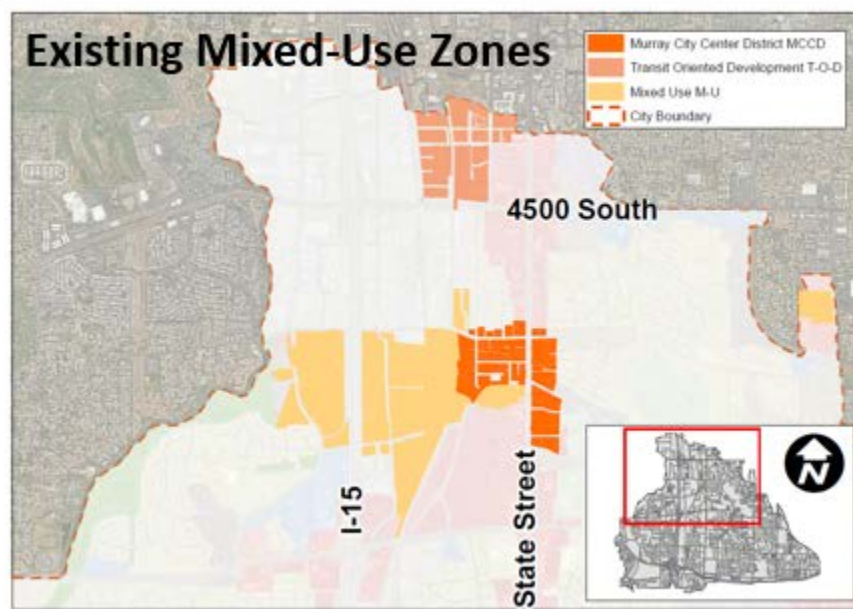 Existing Mixed-Use Zones
Murray City Center District MCCD
Transit Oriented Development T-O-D
Mixed Use M-U
City Boundary
4500 South
I-15
State Street
N